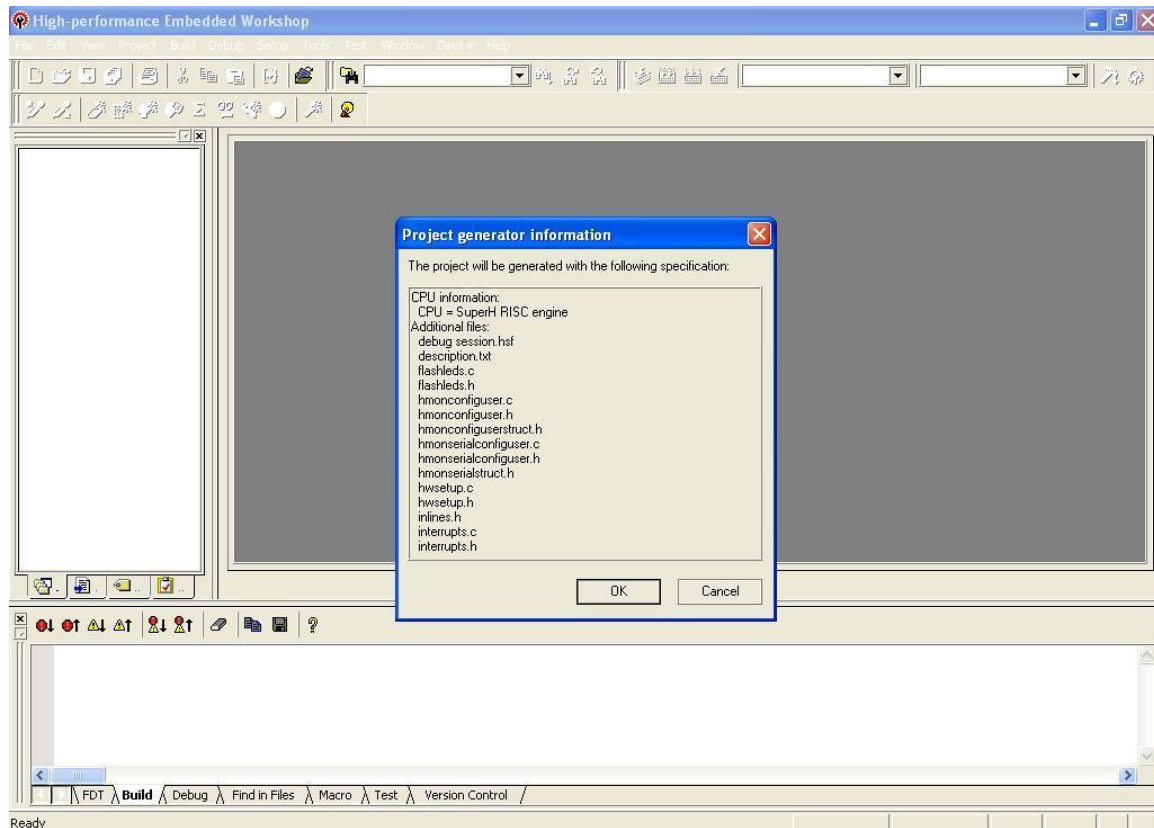 High-performance Embedded Workshop
File Edit View Project Build Debug Setup Tools Test Window Device Help
Project generator information
The project will be generated with the following specification:
CPU information:
CPU = SuperH RISC engine
Additional files:
debug session.hsf
description.txt
flashleds.c
flashleds.h
hmonconfiguser.c
hmonconfiguser.h
hmonconfiguserstruct.h
hmonserialconfiguser.c
hmonserialconfiguser.h
hmonserialstruct.h
hwsetup.c
hwsetup.h
inlines.h
interrupts.c
interrupts.h
OK Cancel
FDT Build Debug Find in Files Macro Test Version Control
Ready